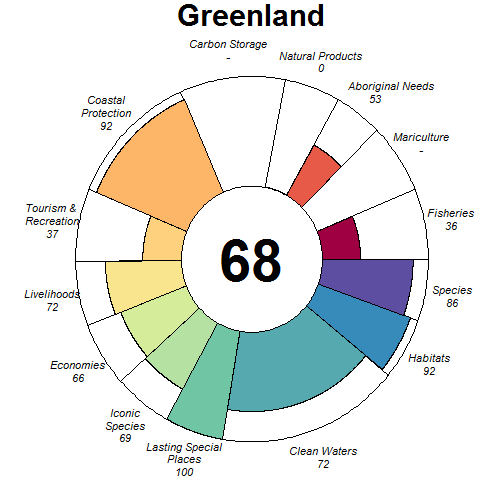 Greenland
Carbon Storage
-
Natural Products
0
Aboriginal Needs
53
Mariculture
-
Fisheries
36
Species
86
Habitats
92
Clean Waters
72
Lasting Special
Places
100
Iconic
Species
69
Economies
66
Livelihoods
72
Tourism &
Recreation
37
Coastal
Protection
92
68